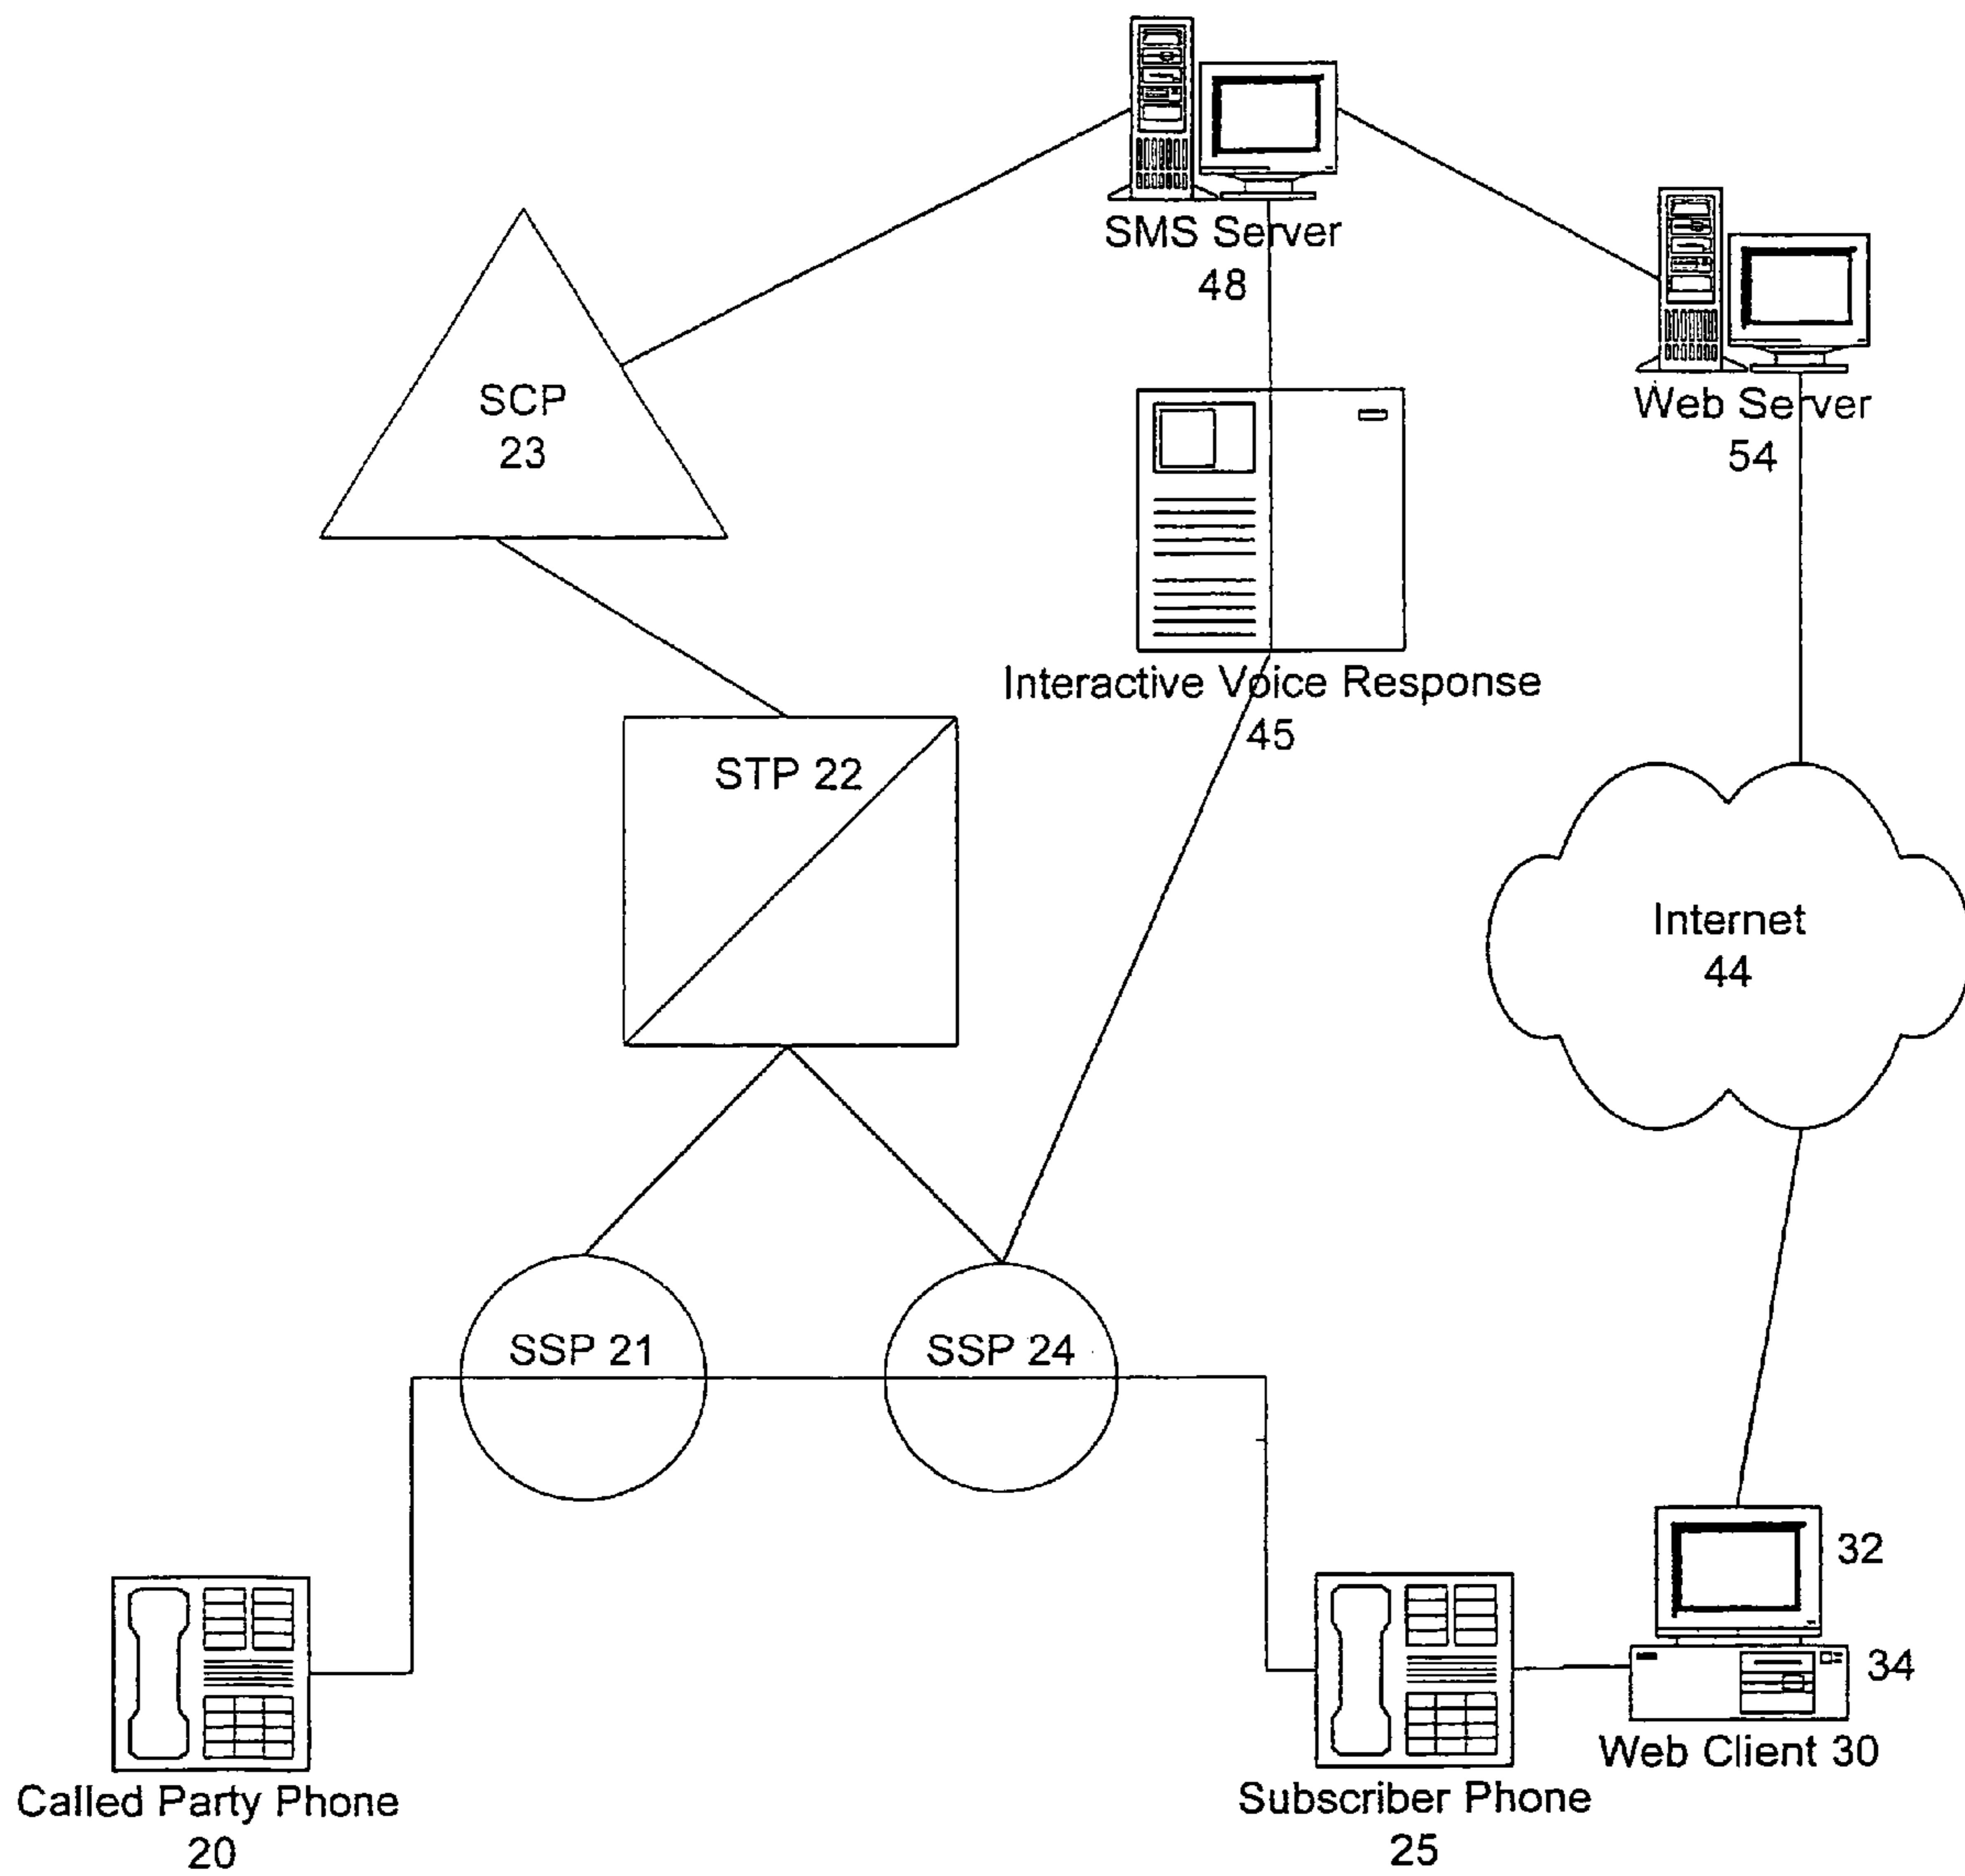 SMS Server
48
SCP
23
Web Server
54
Interactive Voice Response
45
STP 22
Internet
44
SSP 21
SSP 24
32
34
Web Client 30
Called Party Phone
20
Subscriber Phone
25